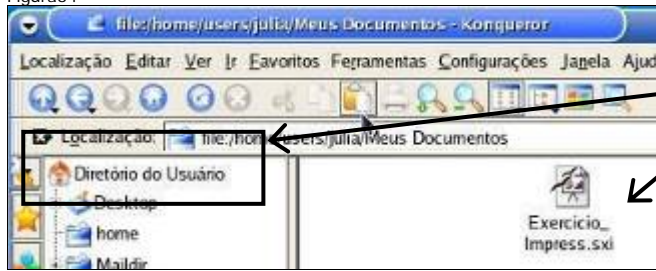 file:/home/users/julia/Meus Documentos - Konqueror
Localização Editar Ver Ir Favoritos Ferramentas Configurações Janela Ajud
Localização: file:/home/users/julia/Meus Documentos
Diretório do Usuário
Desktop
home
Maildir
Exercicio_
Impress.sxi